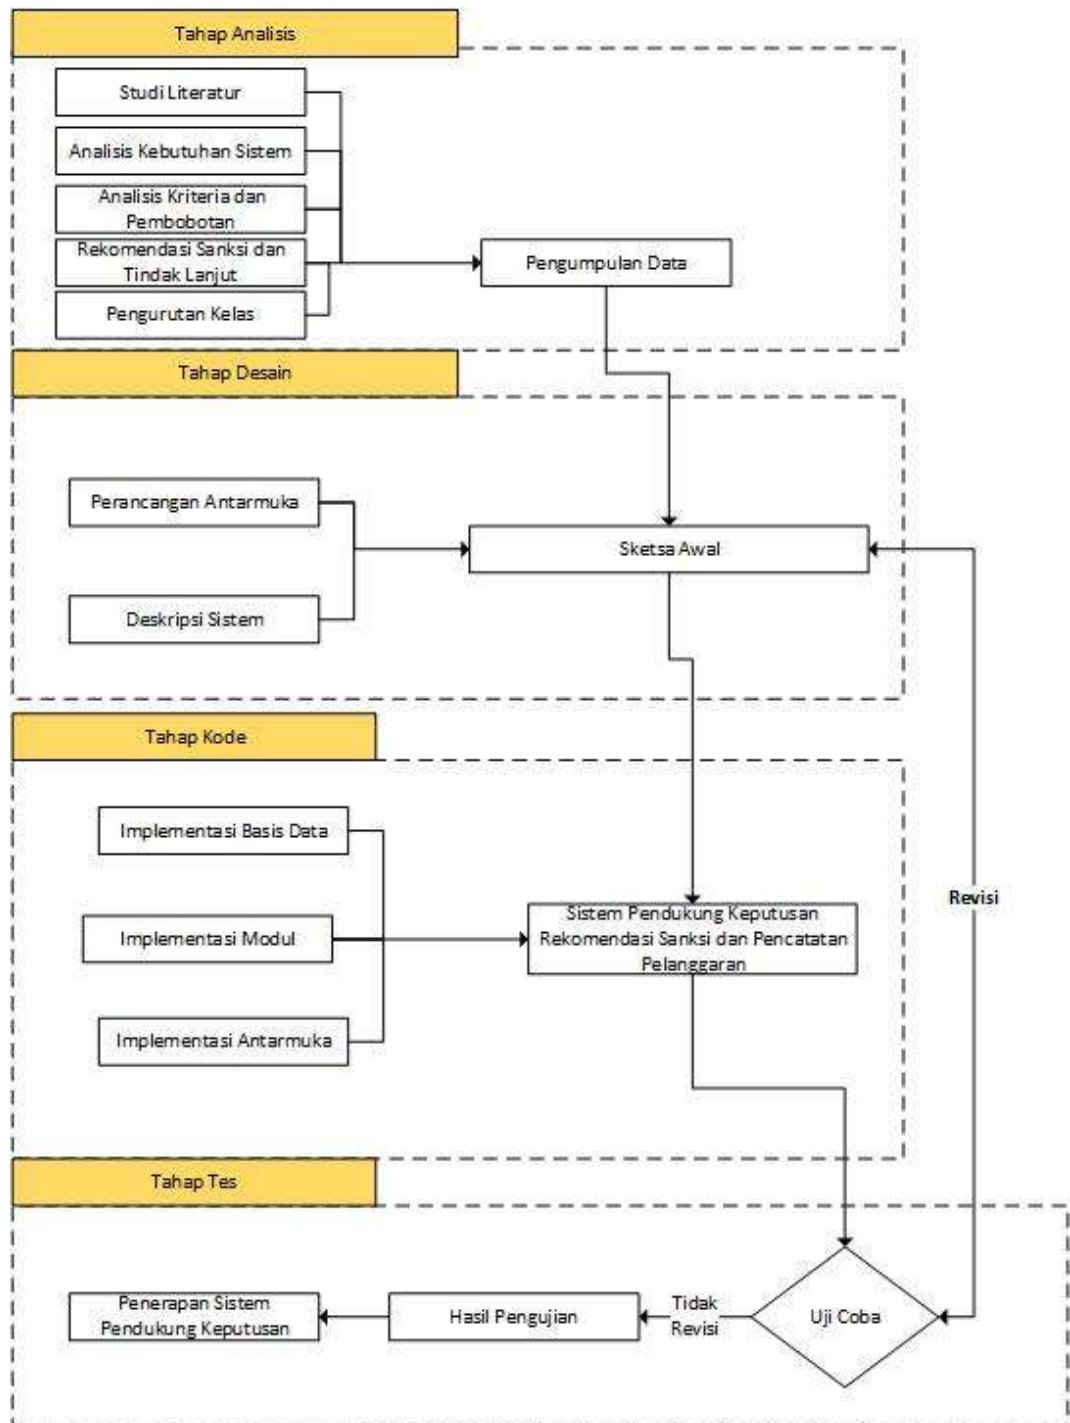 Tahap Analisis
Studi Literatur
Analisis Kebutuhan Sistem
Analisis Kriteria dan
Pembobotan
Rekomendasi Sanksi dan
Tindak Lanjut
Pengurutan Kelas
Pengumpulan Data
Tahap Desain
Perancangan Antarmuka
Deskripsi Sistem
Sketsa Awal
Tahap Kode
Implementasi Basis Data
Implementasi Modul
Implementasi Antarmuka
Sistem Pendukung Keputusan
Rekomendasi Sanksi dan Pencatatan
Pelanggaran
Revisi
Tahap Tes
Uji Coba
Tidak
Revisi
Hasil Pengujian
Penerapan Sistem
Pendukung Keputusan